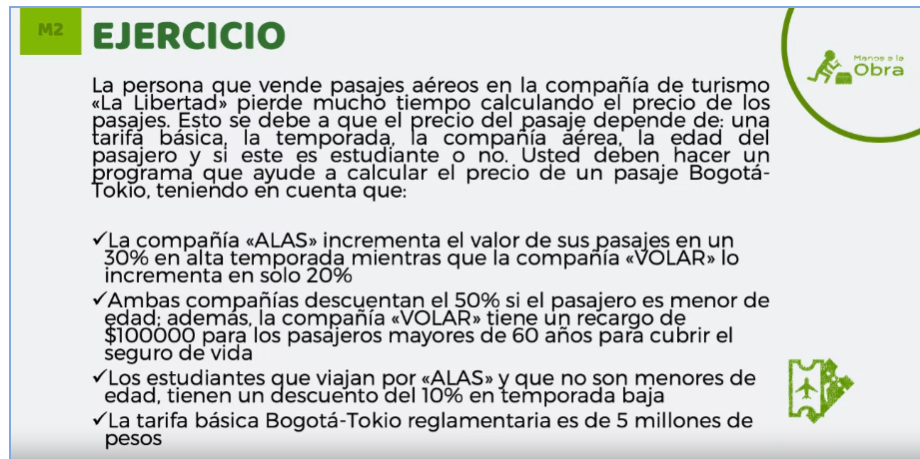 M2
EJERCICIO
Manos a la
Obra
La persona que vende pasajes aéreos en la compañía de turismo
«La Libertad» pierde mucho tiempo calculando el precio de los
pasajes. Esto se debe a que el precio del pasaje depende de: una
tarifa básica, la temporada, la compañía aérea, la edad del
pasajero y si este es estudiante o no. Usted deben hacer un
programa que ayude a calcular el precio de un pasaje Bogotá-
Tokio, teniendo en cuenta que:
✓La compañía «ALAS» incrementa el valor de sus pasajes en un
30% en alta temporada mientras que la compañía «VOLAR» lo
incrementa en solo 20%
✓Ambas compañías descuentan el 50% si el pasajero es menor de
edad; además, la compañía «VOLAR» tiene un recargo de
$100000 para los pasajeros mayores de 60 años para cubrir el
seguro de vida
✓Los estudiantes que viajan por «ALAS» y que no son menores de
edad, tienen un descuento del 10% en temporada baja
✓La tarifa básica Bogotá-Tokio reglamentaria es de 5 millones de
pesos